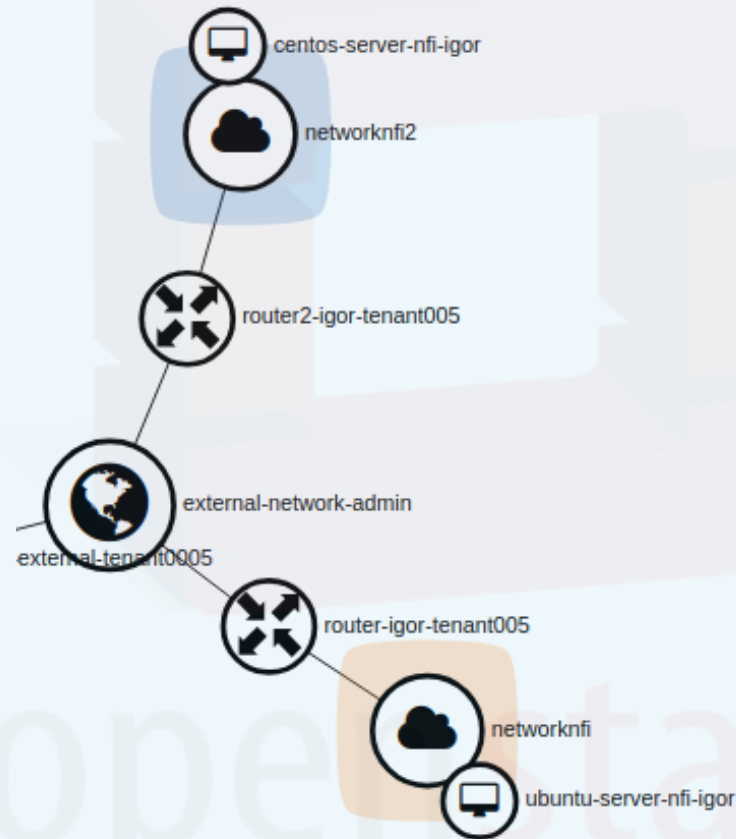 centos-server-nfi-igor
networknfi2
router2-igor-tenant005
external-network-admin
external-tenant0005
router-igor-tenant005
networknfi
ubuntu-server-nfi-igor
opensta